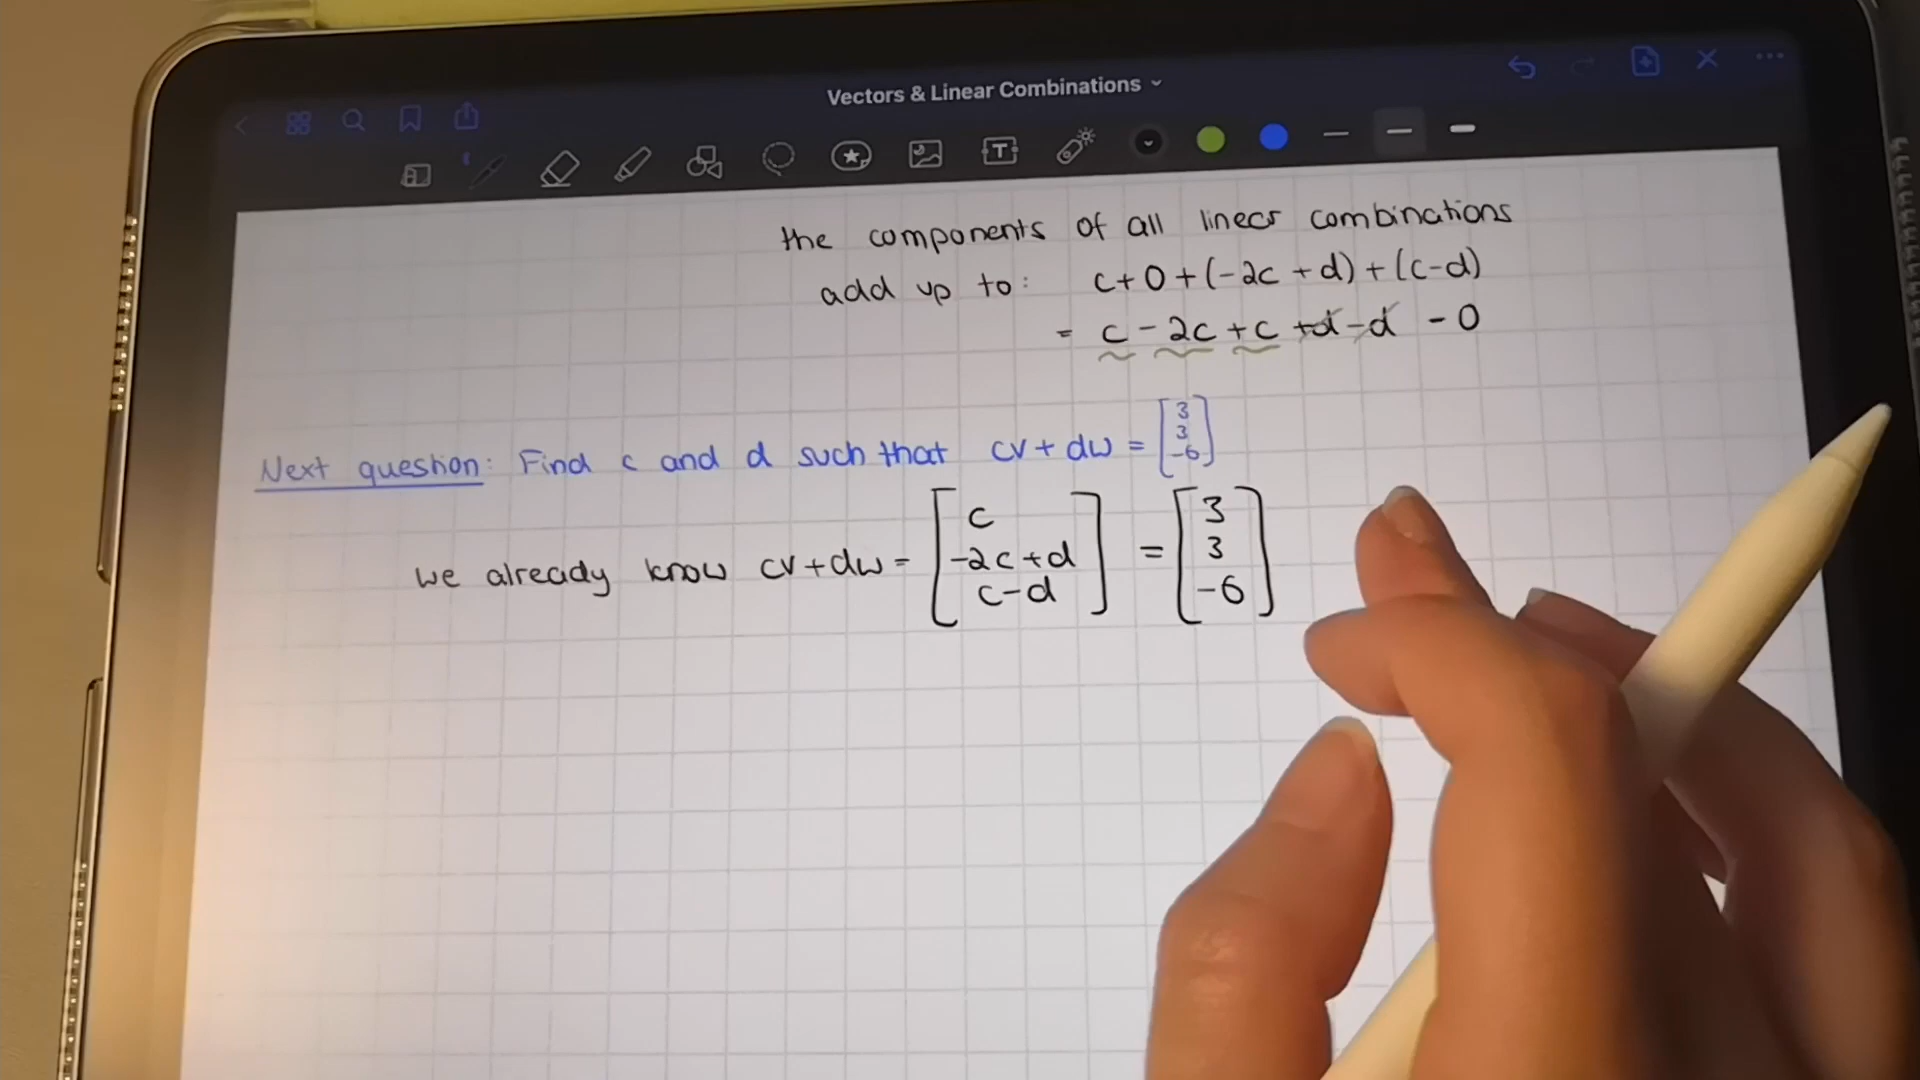 Vectors & Linear Combinations
the components of all linear combinations
add up to: c+0+(-2c+d)+(c-d)
= c-2c+c+d-d -0
Next question: Find c and d such that cv+dw = [3 3 -6]
we already know cv+dw = [c -2c+d c-d] = [3 3 -6]